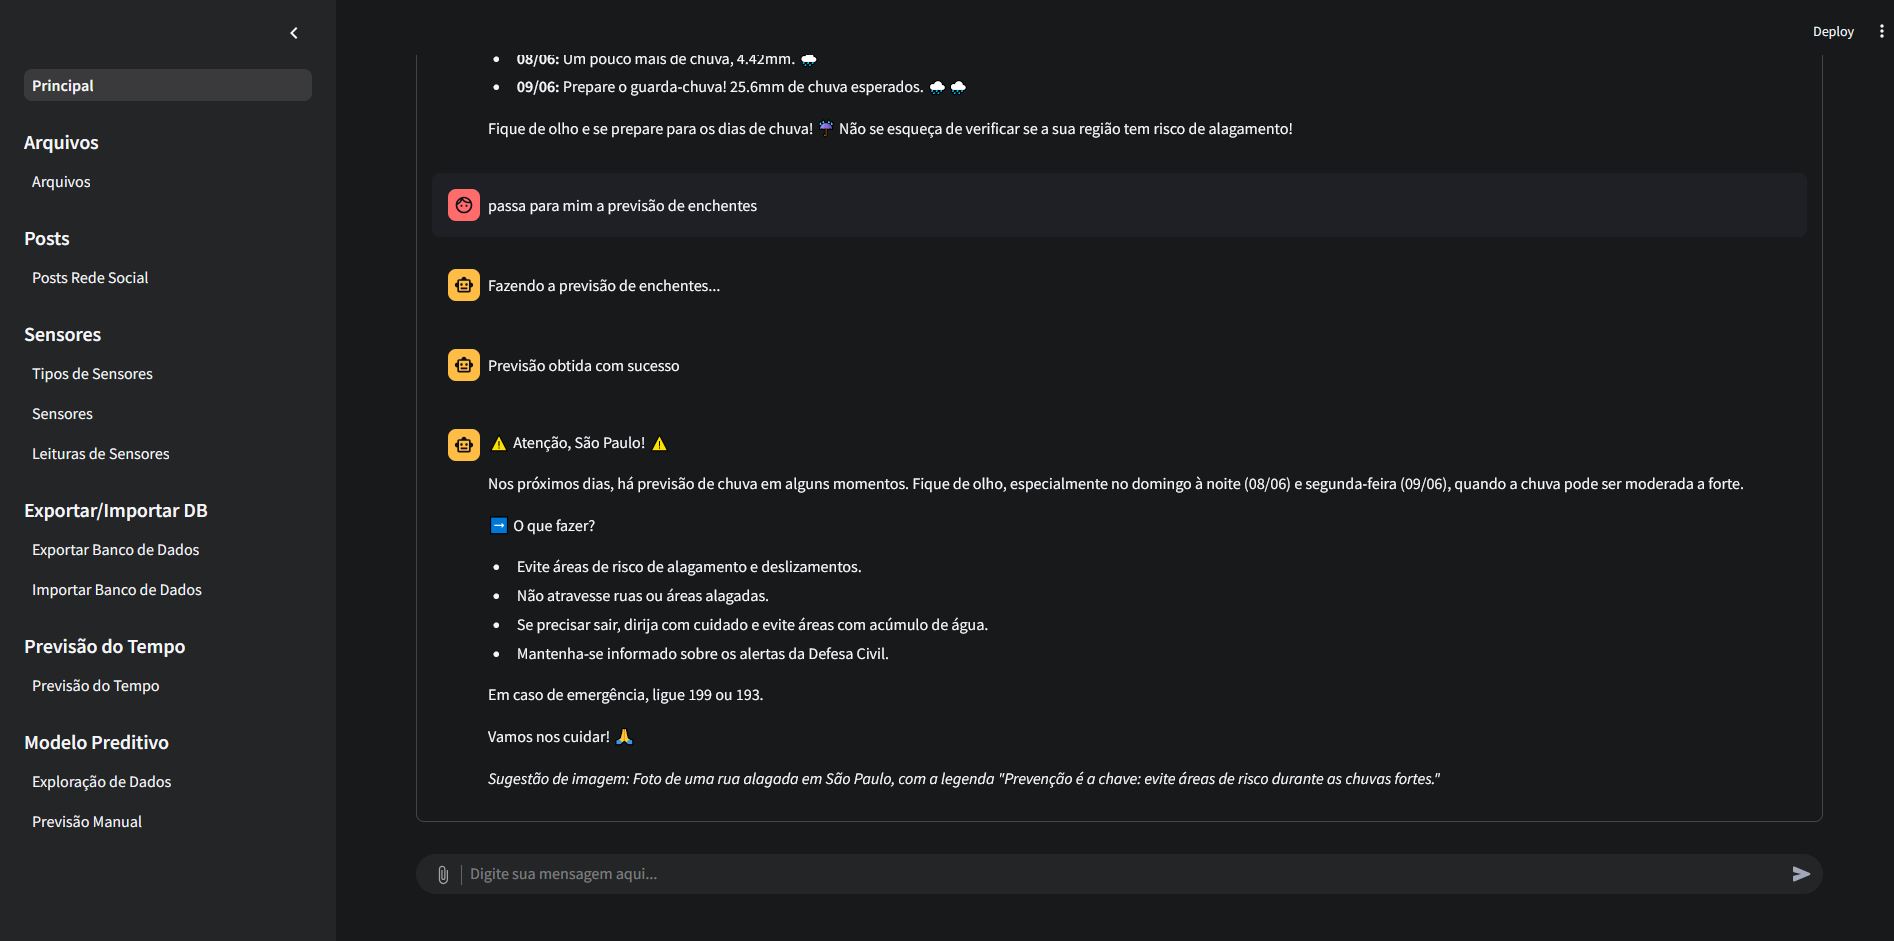 Principal
Arquivos
Arquivos
Posts
Posts Rede Social
Sensores
Tipos de Sensores
Sensores
Leituras de Sensores
Exportar/Importar DB
Exportar Banco de Dados
Importar Banco de Dados
Previsão do Tempo
Previsão do Tempo
Modelo Preditivo
Exploração de Dados
Previsão Manual
Deploy
08/06: Um pouco mais de chuva, 4.42mm. 🌧️
09/06: Prepare o guarda-chuva! 25.6mm de chuva esperados. 🌧️ 🌧️
Fique de olho e se prepare para os dias de chuva! ☔ Não se esqueça de verificar se a sua região tem risco de alagamento!
passa para mim a previsão de enchentes
Fazendo a previsão de enchentes...
Previsão obtida com sucesso
⚠️ Atenção, São Paulo! ⚠️
Nos próximos dias, há previsão de chuva em alguns momentos. Fique de olho, especialmente no domingo à noite (08/06) e segunda-feira (09/06), quando a chuva pode ser moderada a forte.
➡️ O que fazer?
Evite áreas de risco de alagamento e deslizamentos.
Não atravesse ruas ou áreas alagadas.
Se precisar sair, dirija com cuidado e evite áreas com acúmulo de água.
Mantenha-se informado sobre os alertas da Defesa Civil.
Em caso de emergência, ligue 199 ou 193.
Vamos nos cuidar! 🙏
Sugestão de imagem: Foto de uma rua alagada em São Paulo, com a legenda "Prevenção é a chave: evite áreas de risco durante as chuvas fortes."
Digite sua mensagem aqui...